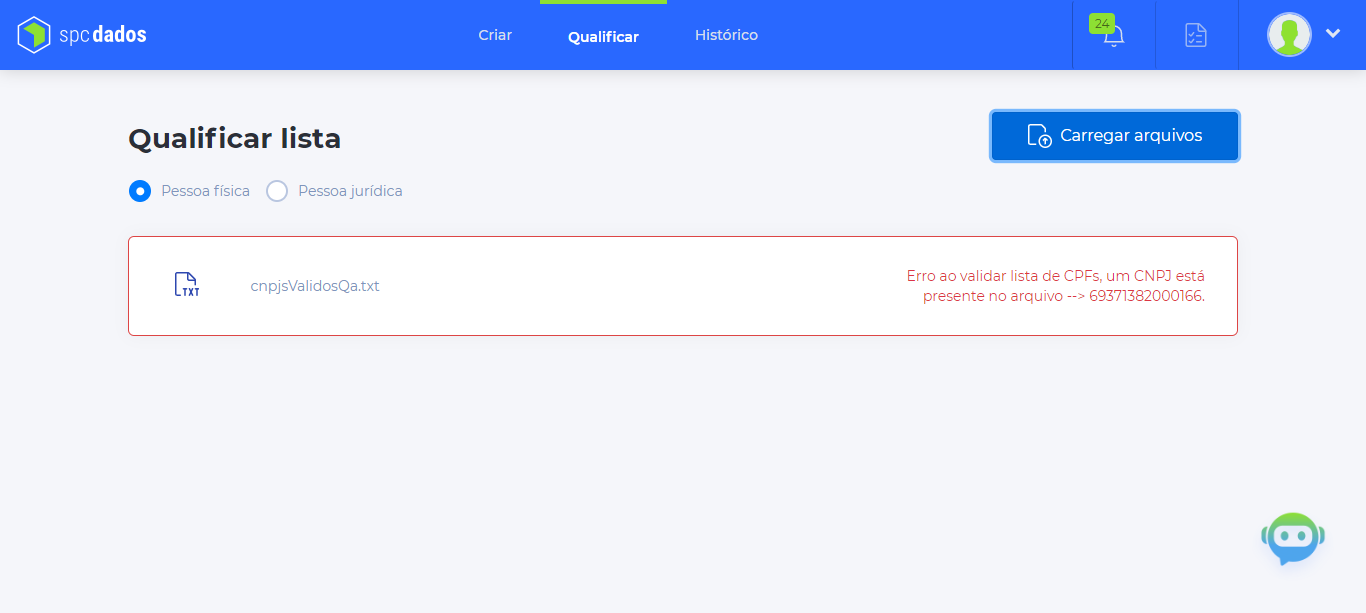 spc dados
Criar
Qualificar
Histórico
24
Qualificar lista
Carregar arquivos
Pessoa física
Pessoa jurídica
TXT
cnpjsValidosQa.txt
Erro ao validar lista de CPFs, um CNPJ está
presente no arquivo --> 69371382000166.